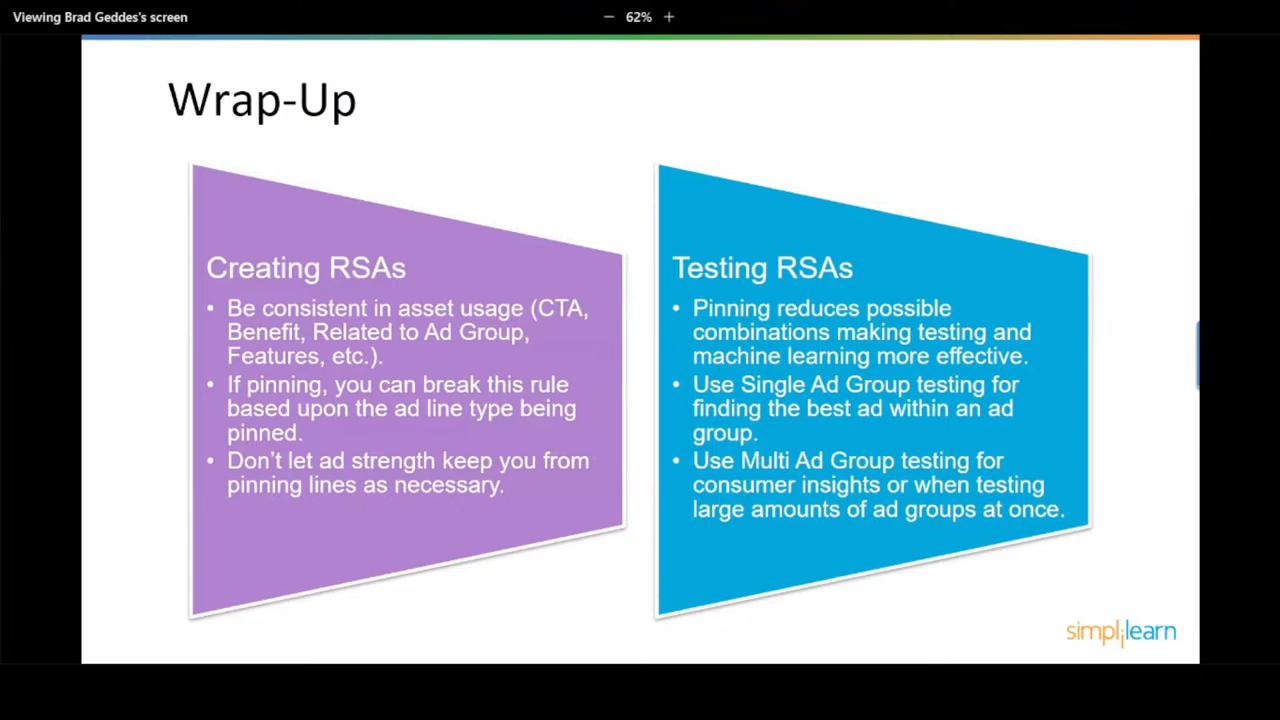 Viewing Brad Geddes's screen
62%
Wrap-Up
Creating RSAs
• Be consistent in asset usage (CTA,
Benefit, Related to Ad Group,
Features, etc.).
• If pinning, you can break this rule
based upon the ad line type being
pinned.
• Don’t let ad strength keep you from
pinning lines as necessary.
Testing RSAs
• Pinning reduces possible
combinations making testing and
machine learning more effective.
• Use Single Ad Group testing for
finding the best ad within an ad
group.
• Use Multi Ad Group testing for
consumer insights or when testing
large amounts of ad groups at once.
simplilearn